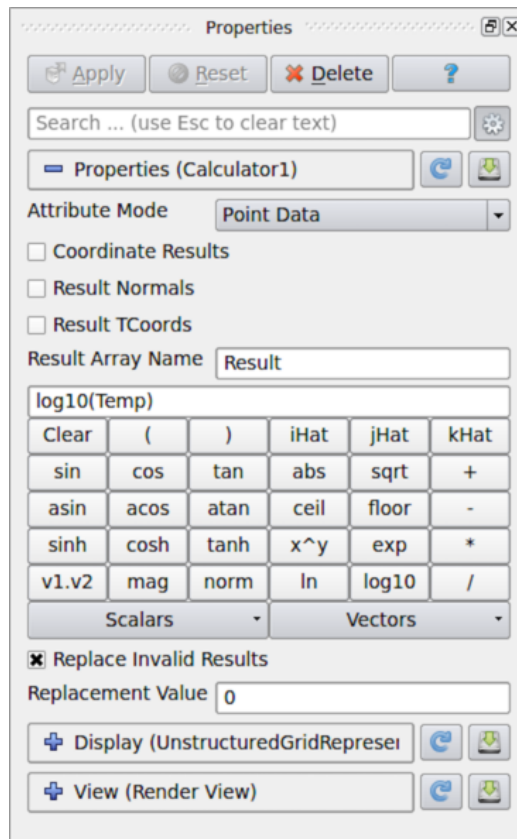 Properties
Apply Reset Delete ?
Search ... (use Esc to clear text)
Properties (Calculator1)
Attribute Mode Point Data
Coordinate Results
Result Normals
Result TCoords
Result Array Name Result
log10(Temp)
Clear ( ) iHat jHat kHat
sin cos tan abs sqrt +
asin acos atan ceil floor -
sinh cosh tanh x^y exp *
v1.v2 mag norm ln log10 /
Scalars Vectors
Replace Invalid Results
Replacement Value 0
Display (UnstructuredGridRepreser
View (Render View)